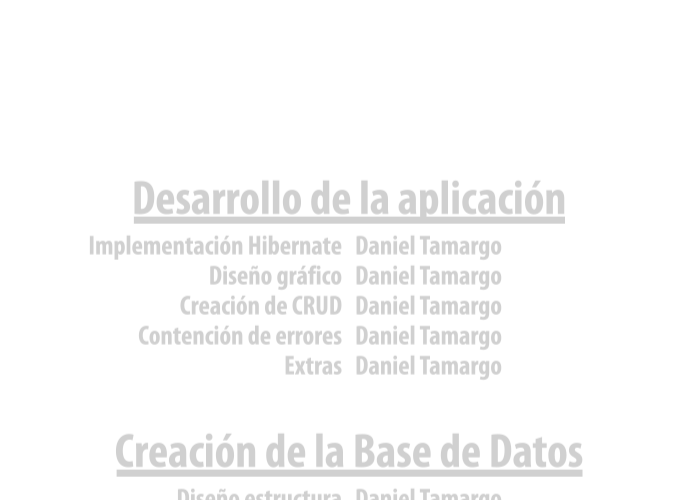 Desarrollo de la aplicación
Implementación Hibernate Daniel Tamargo
Diseño gráfico Daniel Tamargo
Creación de CRUD Daniel Tamargo
Contención de errores Daniel Tamargo
Extras Daniel Tamargo
Creación de la Base de Datos
Diseño estructura Daniel Tamargo